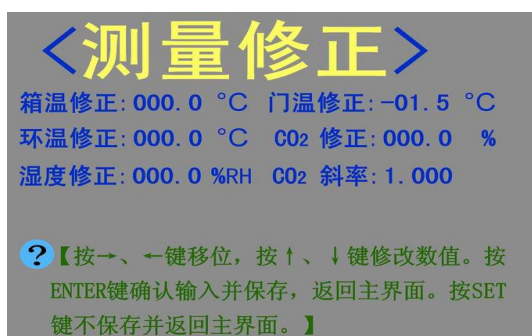 <测量修正>
箱温修正:000.0 °C 门温修正:-01.5 °C
环温修正:000.0 °C CO2 修正:000.0 %
湿度修正:000.0 %RH CO2 斜率:1.000
?【按→、←键移位，按↑、↓键修改数值。按
ENTER键确认输入并保存，返回主界面。按SET
键不保存并返回主界面。】